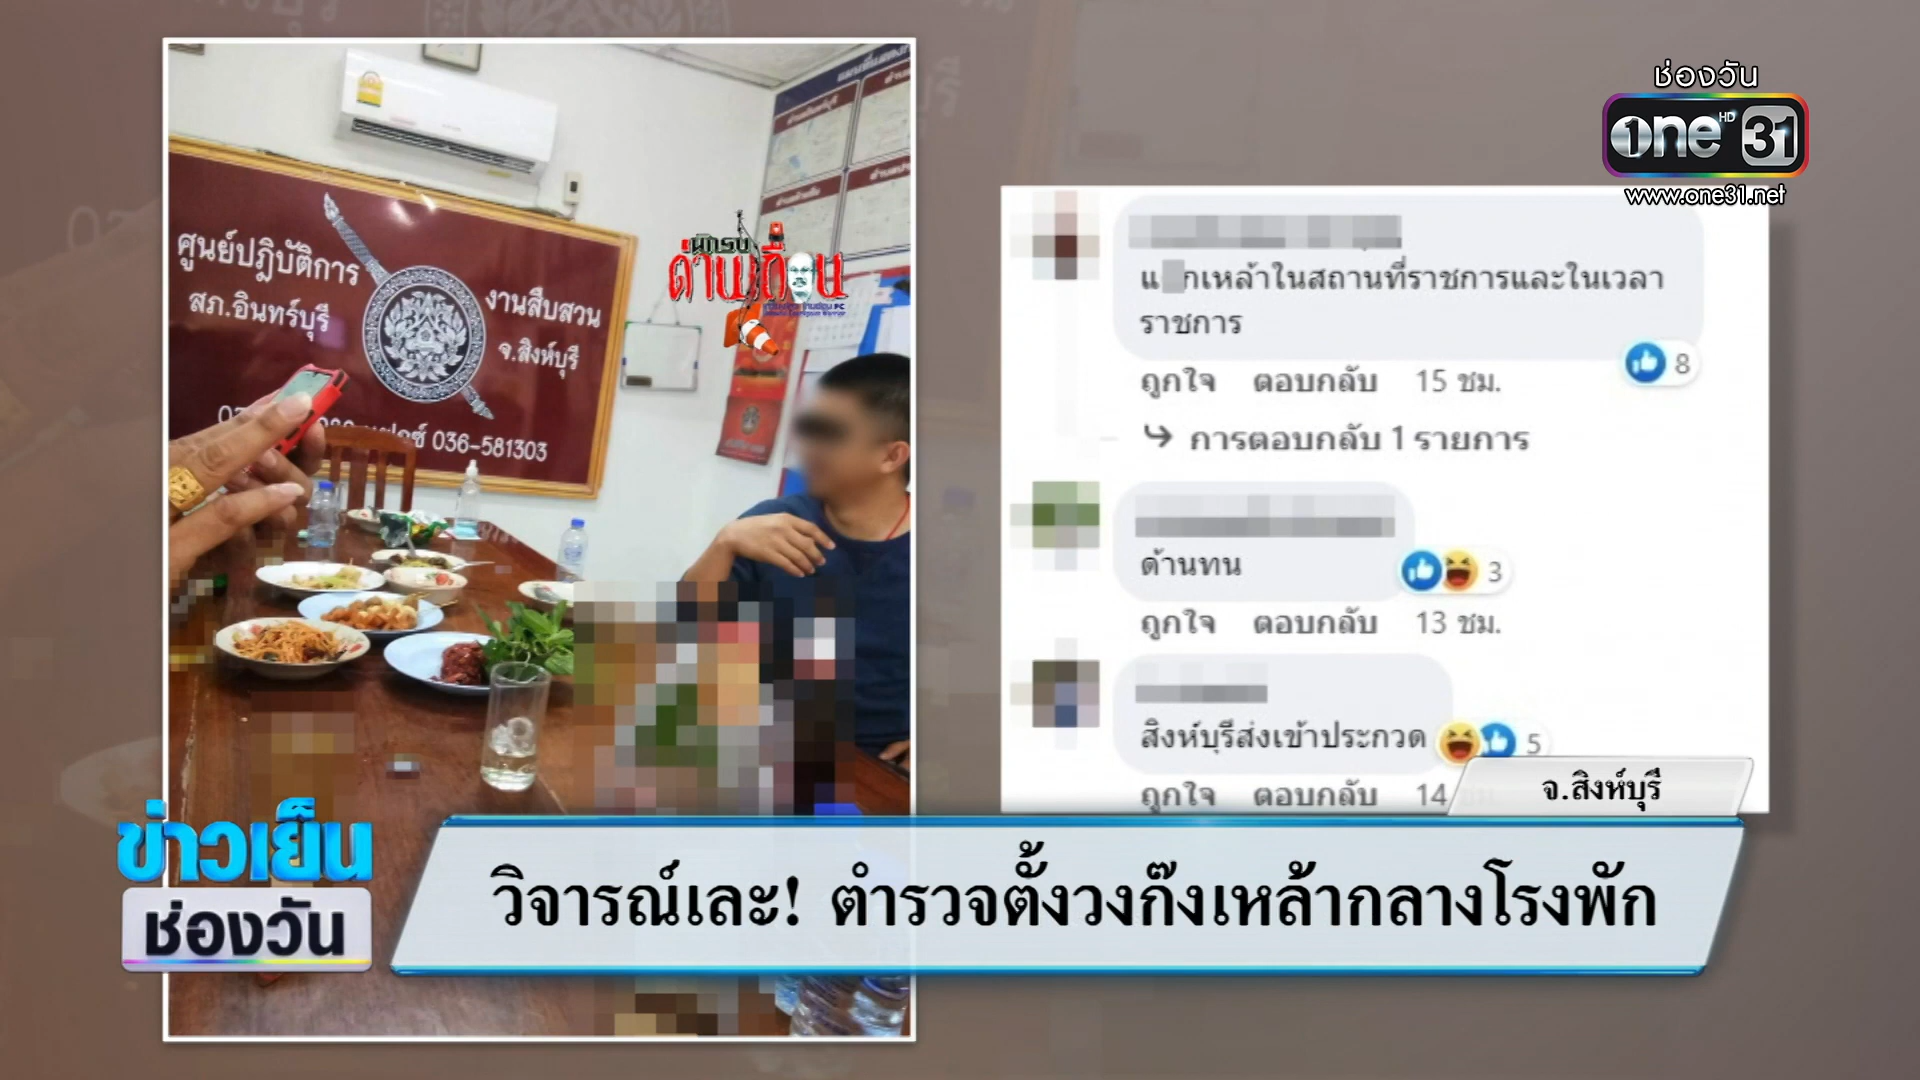 ช่องวัน
one HD 31
www.one31.net
ศูนย์ปฏิบัติการ
สภ.อินทร์บุรี
งานสืบสวน
จ.สิงห์บุรี
036-581303
นักรบ
ด่านเถื่อน
แ กเหล้าในสถานที่ราชการและในเวลา
ราชการ
8
ถูกใจ ตอบกลับ 15 ชม.
การตอบกลับ 1 รายการ
ด้านทน
3
ถูกใจ ตอบกลับ 13 ชม.
สิงห์บุรีส่งเข้าประกวด
5
ถูกใจ ตอบกลับ 14
จ.สิงห์บุรี
ข่าวเย็น
ช่องวัน
วิจารณ์เละ! ตำรวจตั้งวงก๊งเหล้ากลางโรงพัก